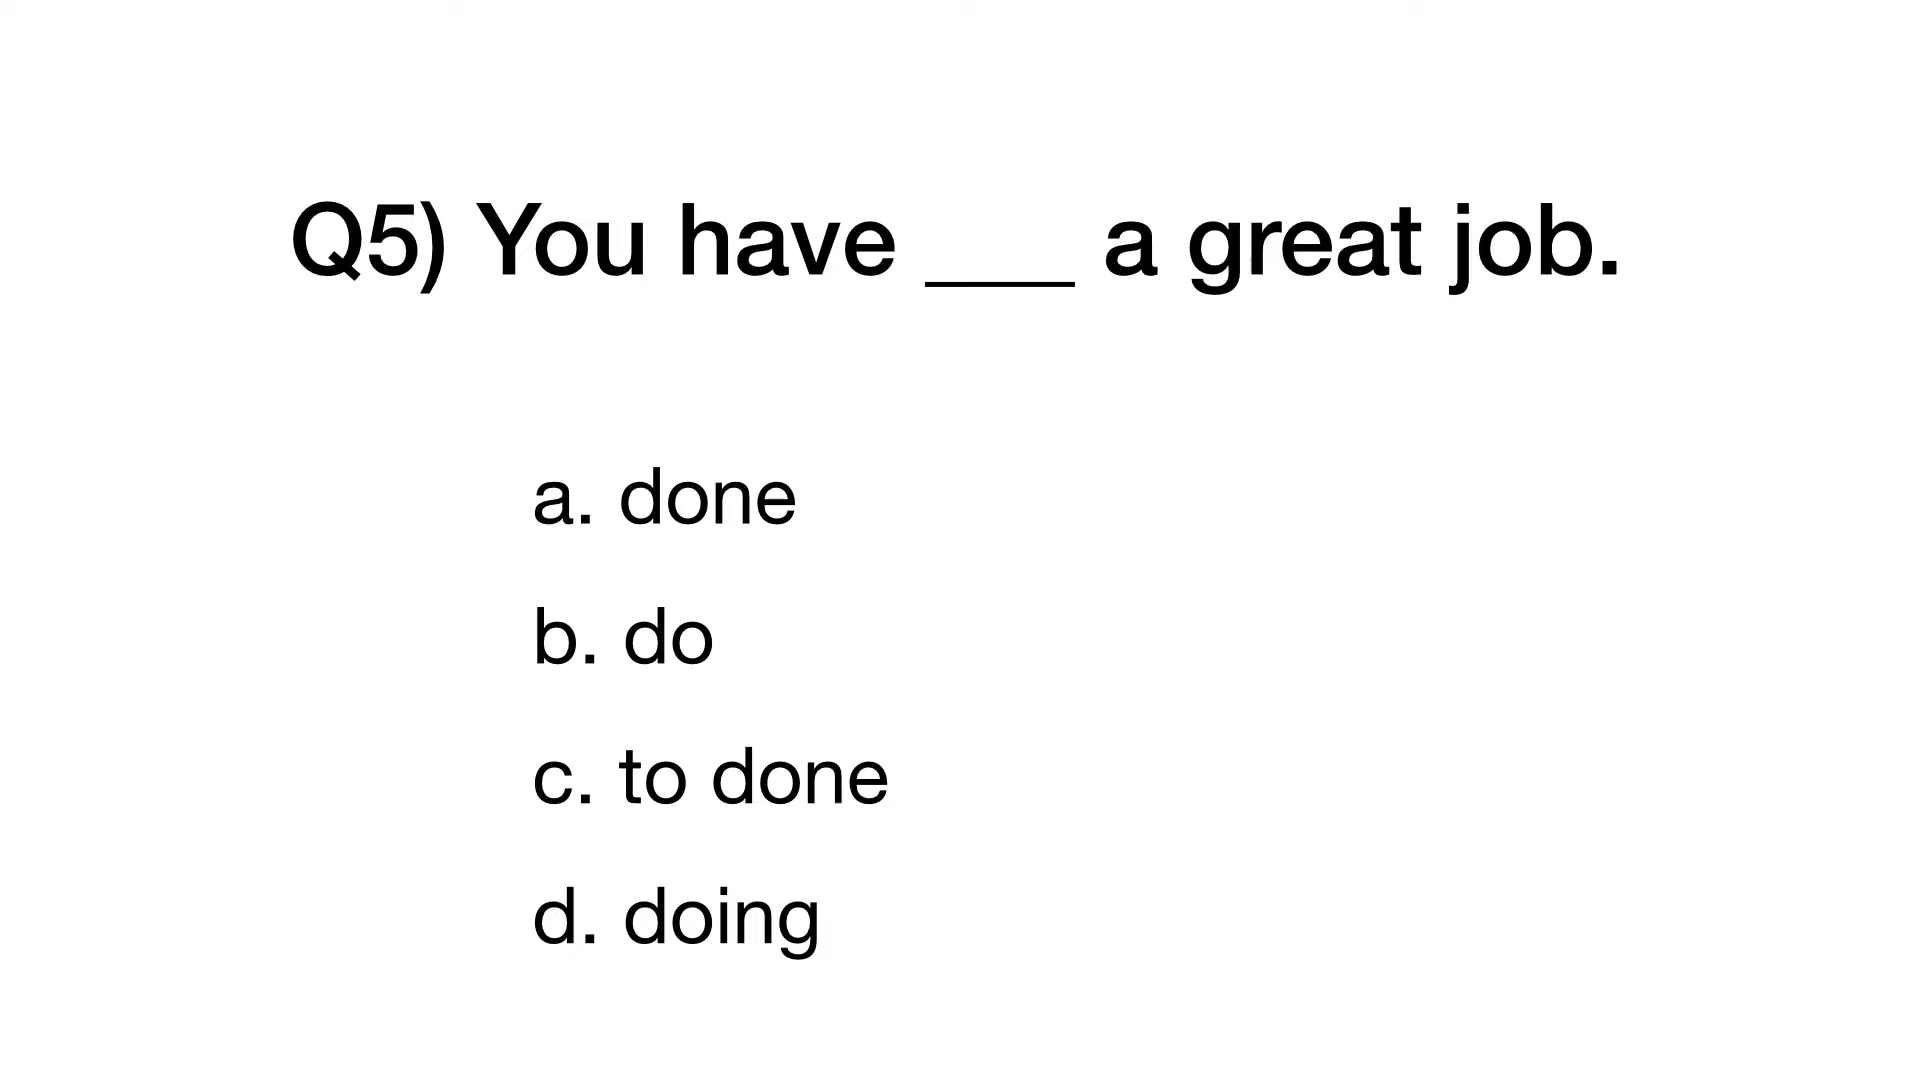 Q5) You have ___ a great job.
a. done
b. do
c. to done
d. doing